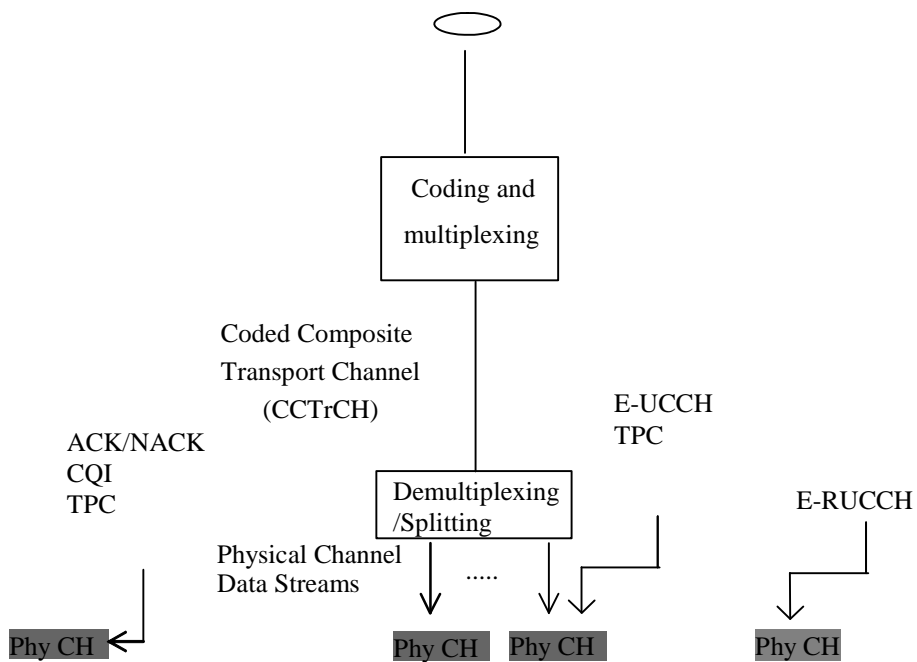 Coding and
multiplexing
Coded Composite
Transport Channel
(CCTrCH)
E-UCCH
TPC
ACK/NACK
CQI
TPC
Demultiplexing
/Splitting
E-RUCCH
Physical Channel
Data Streams
.....
Phy CH
Phy CH
Phy CH
Phy CH